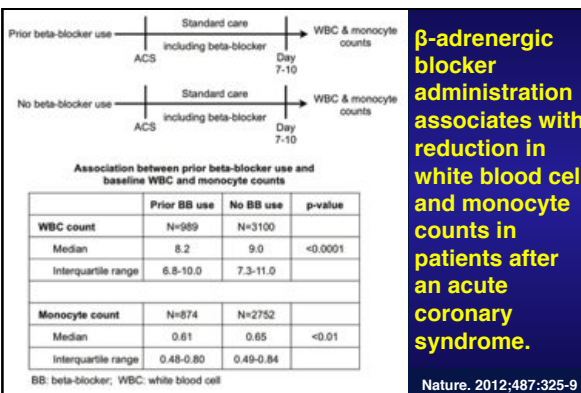 Prior beta-blocker use
Standard care
including beta-blocker
ACS
Day
7-10
WBC & monocyte
counts
No beta-blocker use
Standard care
including beta-blocker
ACS
Day
7-10
WBC & monocyte
counts
Association between prior beta-blocker use and
baseline WBC and monocyte counts
Prior BB use No BB use p-value
WBC count N=989 N=3100
Median 8.2 9.0 <0.0001
Interquartile range 6.8-10.0 7.3-11.0
Monocyte count N=874 N=2752
Median 0.61 0.65 <0.01
Interquartile range 0.48-0.80 0.49-0.84
BB: beta-blocker; WBC: white blood cell
β-adrenergic
blocker
administration
associates with
reduction in
white blood cel
and monocyte
counts in
patients after
an acute
coronary
syndrome.
Nature. 2012;487:325-9